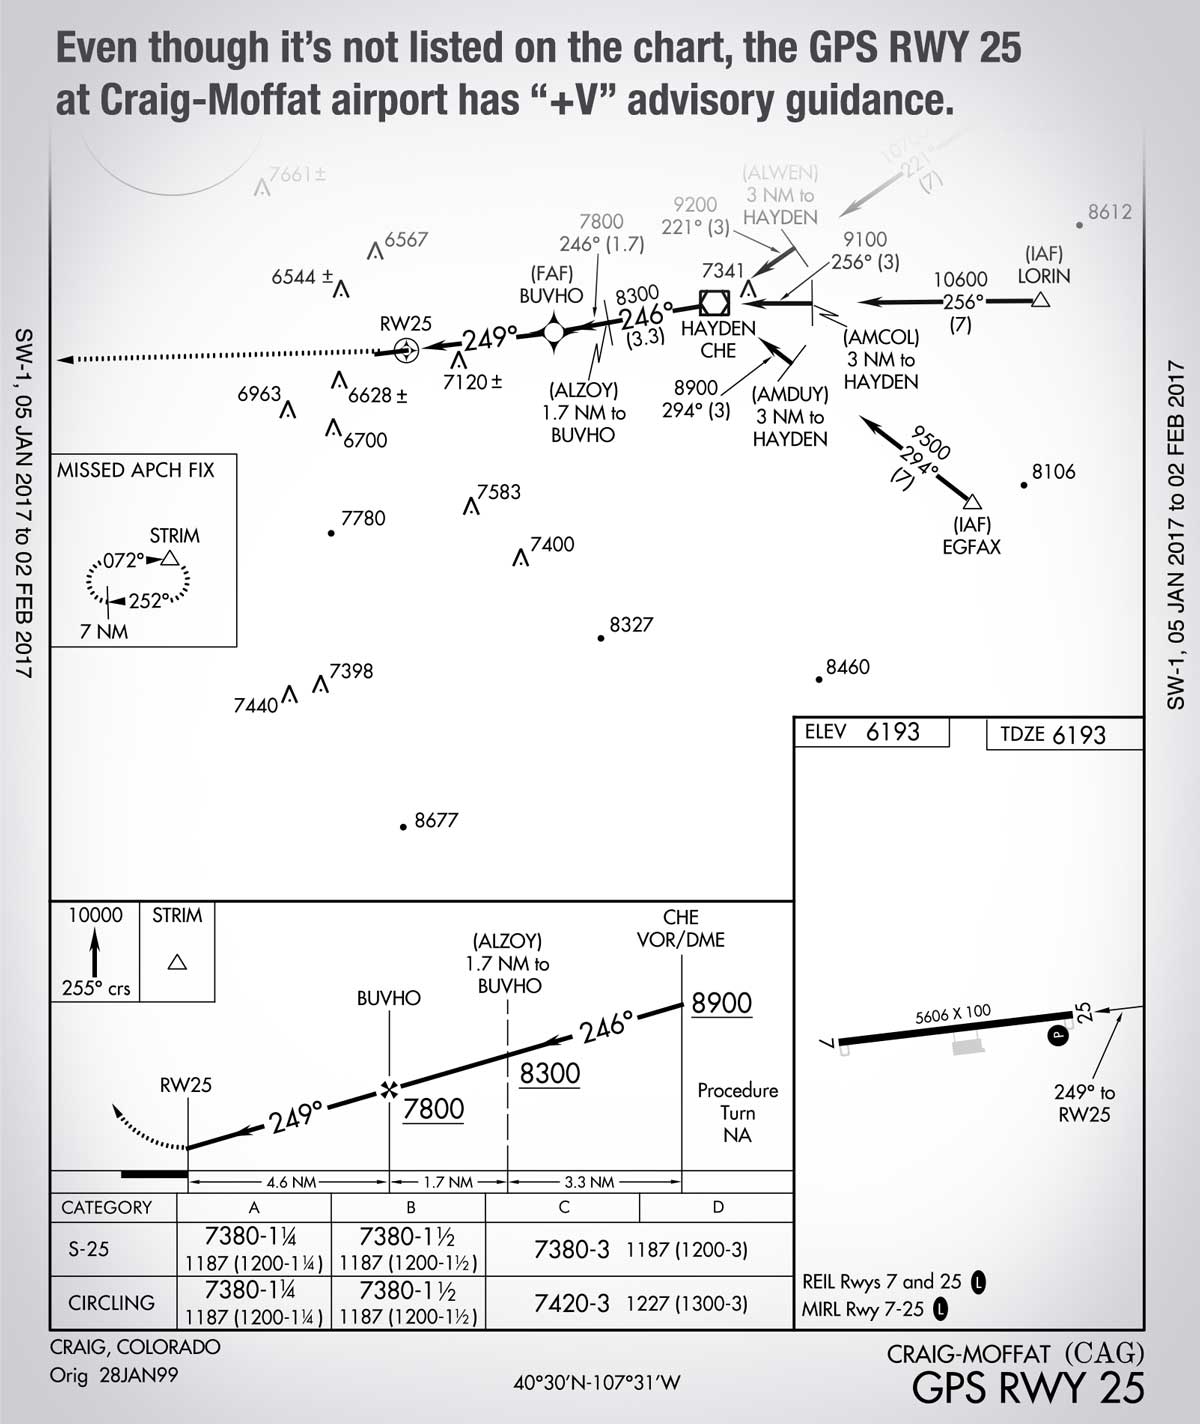 Even though it's not listed on the chart, the GPS RWY 25
at Craig-Moffat airport has “+V” advisory guidance.
7661 ±
(ALWEN)
3 NM to
HAYDEN
221°
(7)
8612
9200
221° (3)
7800
246° (1.7)
6567
6544 ±
(FAF)
BUVHO
7341
9100
256° (3)
(IAF)
LORIN
10600
256°
(7)
8300
246°
(3.3)
HAYDEN
CHE
RW25
249°
(AMCOL)
3 NM to
HAYDEN
7120 ±
(ALZOY)
1.7 NM to
BUVHO
8900
294° (3)
(AMDUY)
3 NM to
HAYDEN
6963
6628 ±
6700
9500
294°
(7)
8106
(IAF)
EGFAX
MISSED APCH FIX
STRIM
072°
252°
7 NM
7583
7780
7400
8327
7398
7440
8460
8677
SW-1, 05 JAN 2017 to 02 FEB 2017
SW-1, 05 JAN 2017 to 02 FEB 2017
ELEV 6193
TDZE 6193
10000
255° crs
STRIM
CHE
VOR/DME
(ALZOY)
1.7 NM to
BUVHO
BUVHO
8900
246°
8300
7800
249°
RW25
Procedure
Turn
NA
4.6 NM
1.7 NM
3.3 NM
5606 X 100
7
25
P
249° to
RW25
CATEGORY A B C D
S-25 7380-1¼ 7380-1½ 7380-3 1187 (1200-3)
1187 (1200-1¼) 1187 (1200-1½)
CIRCLING 7380-1¼ 7380-1½ 7420-3 1227 (1300-3)
1187 (1200-1¼) 1187 (1200-1½)
REIL Rwys 7 and 25 L
MIRL Rwy 7-25 L
CRAIG, COLORADO
Orig 28JAN99
40°30'N-107°31'W
CRAIG-MOFFAT (CAG)
GPS RWY 25